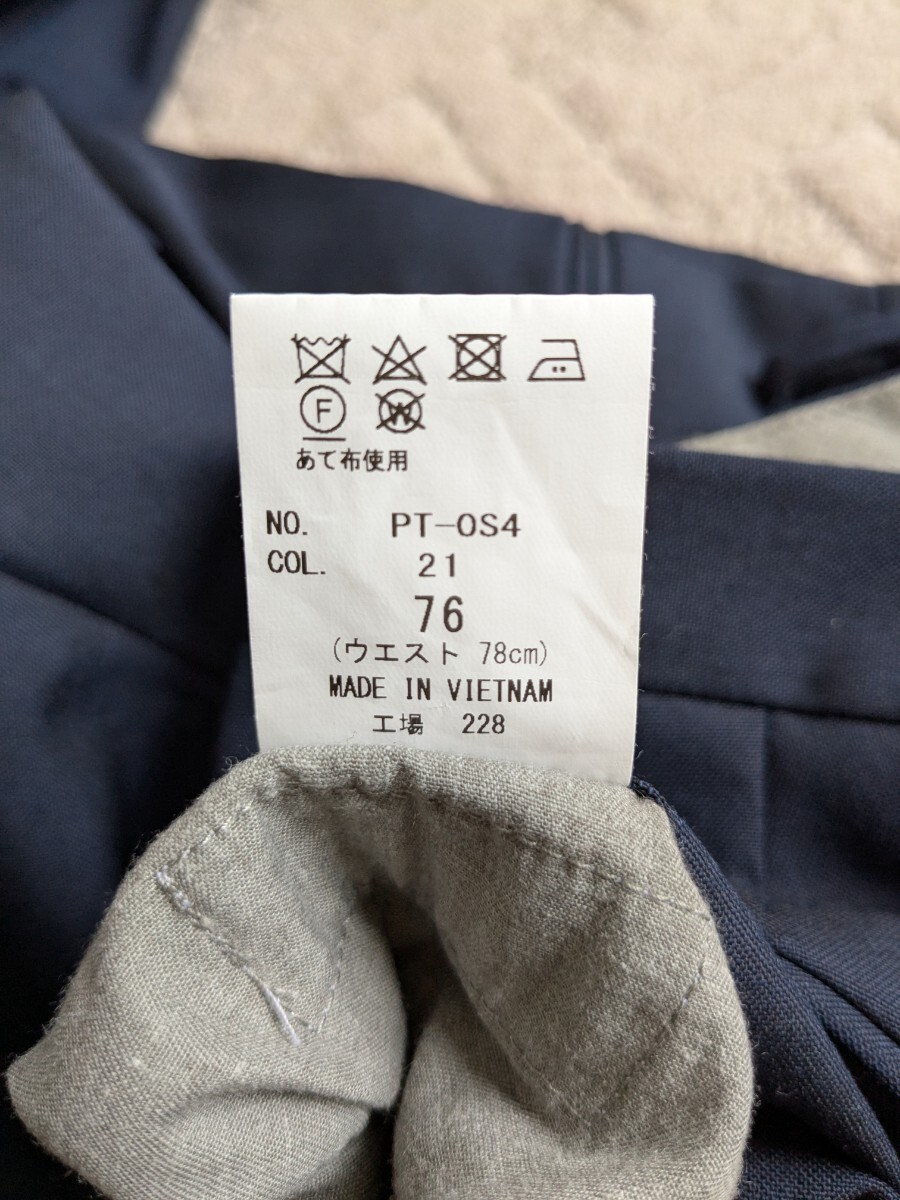 F W
あて布使用
NO. PT-OS4
COL. 21
76
(ウエスト 78cm)
MADE IN VIETNAM
工場 228